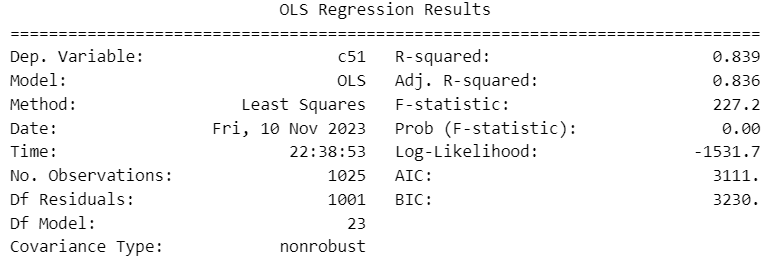 OLS Regression Results
==============================================================================
Dep. Variable: c51 R-squared: 0.839
Model: OLS Adj. R-squared: 0.836
Method: Least Squares F-statistic: 227.2
Date: Fri, 10 Nov 2023 Prob (F-statistic): 0.00
Time: 22:38:53 Log-Likelihood: -1531.7
No. Observations: 1025 AIC: 3111.
Df Residuals: 1001 BIC: 3230.
Df Model: 23
Covariance Type: nonrobust